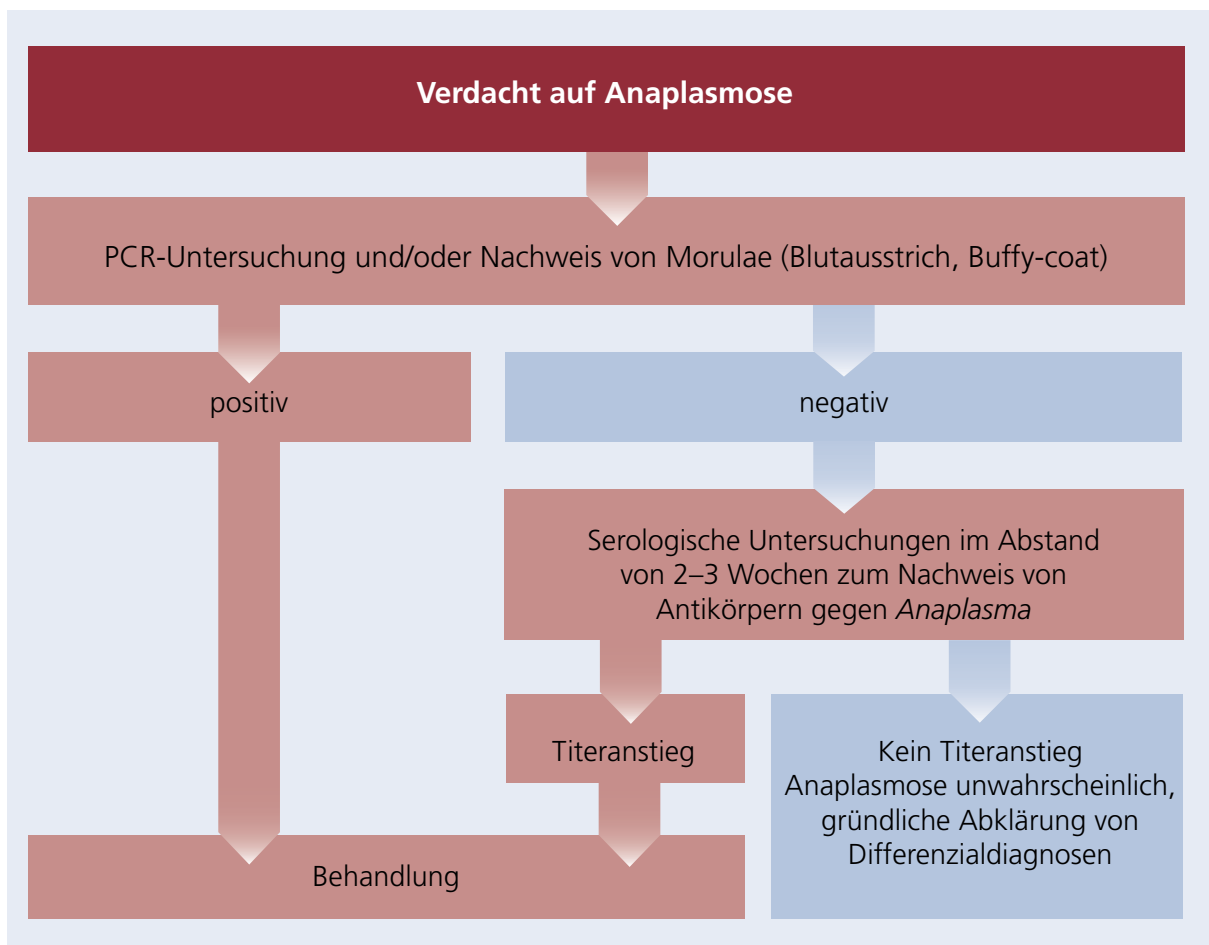 Verdacht auf Anaplasmose
PCR-Untersuchung und/oder Nachweis von Morulae (Blutausstrich, Buffy-coat)
positiv
negativ
Serologische Untersuchungen im Abstand
von 2–3 Wochen zum Nachweis von
Antikörpern gegen Anaplasma
Titeranstieg
Kein Titeranstieg
Anaplasmose unwahrscheinlich,
gründliche Abklärung von
Differenzialdiagnosen
Behandlung